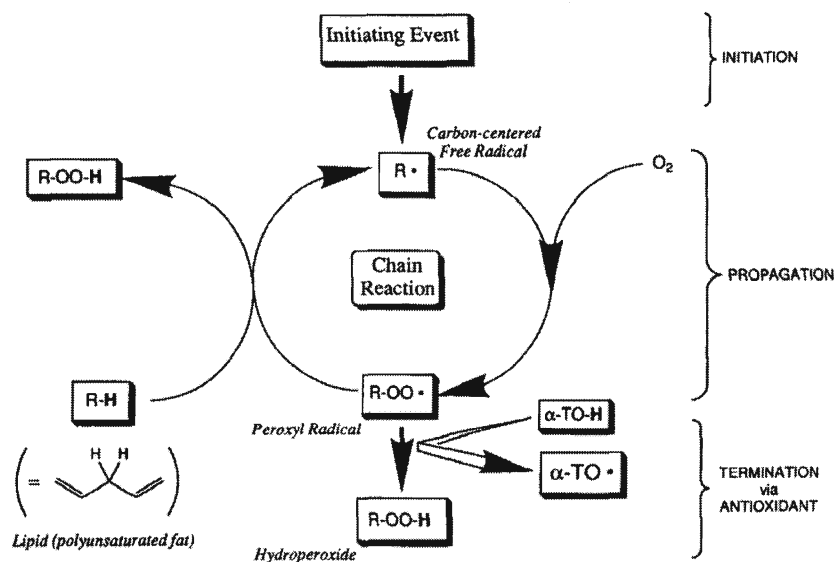 Initiating Event
INITIATION
Carbon-centered
Free Radical
R-OO-H
R •
O₂
Chain
Reaction
PROPAGATION
R-H
R-OO •
Peroxyl Radical
α-TO-H
α-TO •
H H
(=
)
Lipid (polyunsaturated fat)
R-OO-H
Hydroperoxide
TERMINATION
via
ANTIOXIDANT